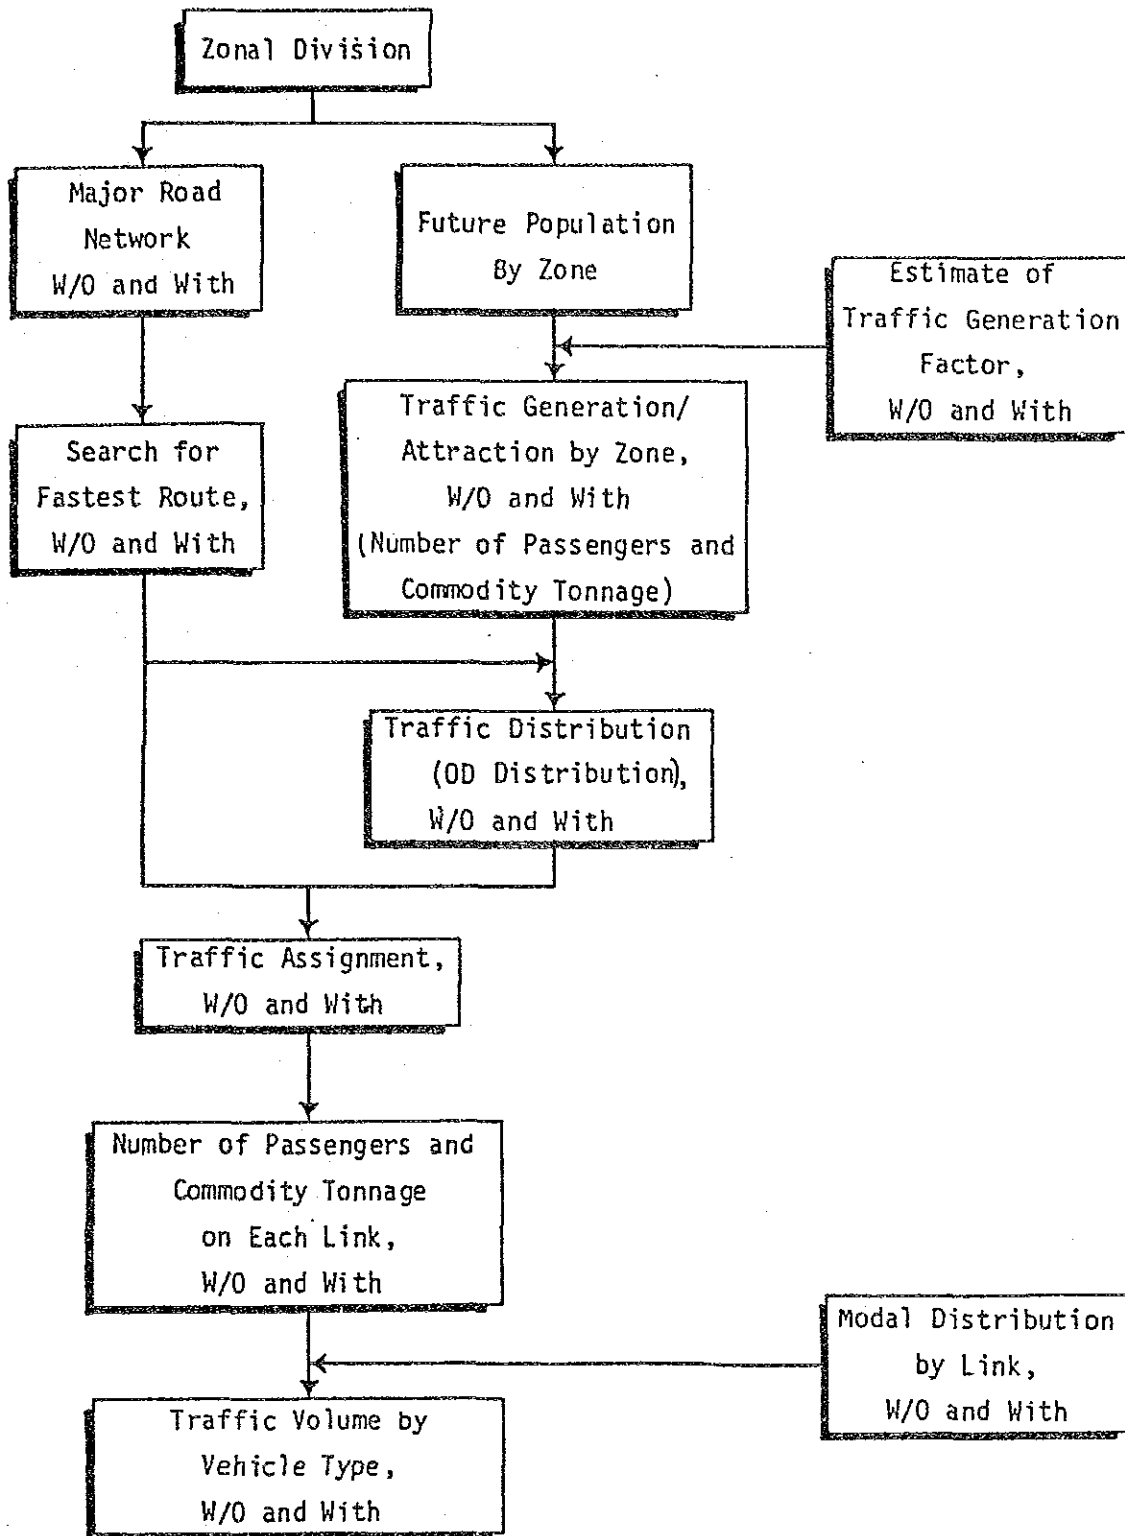 Zonal Division
Major Road
Network
W/O and With
Future Population
By Zone
Estimate of
Traffic Generation
Factor,
W/O and With
Search for
Fastest Route,
W/O and With
Traffic Generation/
Attraction by Zone,
W/O and With
(Number of Passengers and
Commodity Tonnage)
Traffic Distribution
(OD Distribution),
W/O and With
Traffic Assignment,
W/O and With
Number of Passengers and
Commodity Tonnage
on Each Link,
W/O and With
Modal Distribution
by Link,
W/O and With
Traffic Volume by
Vehicle Type,
W/O and With